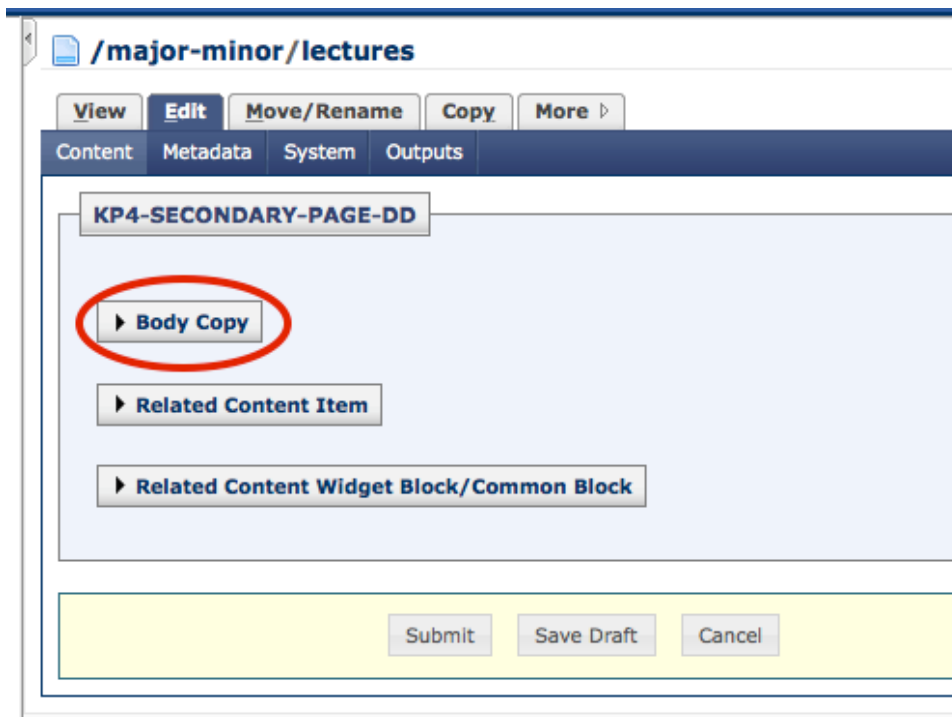 /major-minor/lectures
View Edit Move/Rename Copy More
Content Metadata System Outputs
KP4-SECONDARY-PAGE-DD
Body Copy
Related Content Item
Related Content Widget Block/Common Block
Submit Save Draft Cancel